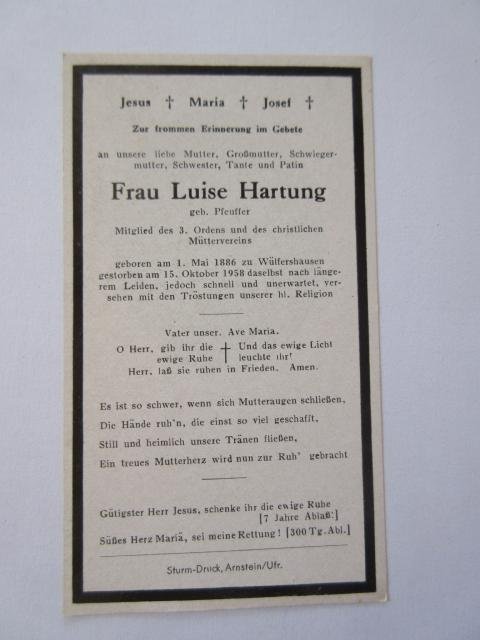 Jesus † Maria † Josef †
Zur frommen Erinnerung im Gebete
an unsere liebe Mutter, Großmutter, Schwieger-
mutter, Schwester, Tante und Patin
Frau Luise Hartung
geb. Pfeuffer
Mitglied des 3. Ordens und des christlichen
Müttervereins
geboren am 1. Mai 1886 zu Wülfershausen
gestorben am 15. Oktober 1958 daselbst nach länge-
rem Leiden, jedoch schnell und unerwartet, ver-
sehen mit den Tröstungen unserer hl. Religion
Vater unser. Ave Maria.
O Herr, gib ihr die † Und das ewige Licht
ewige Ruhe leuchte ihr!
Herr, laß sie ruhen in Frieden. Amen.
Es ist so schwer, wenn sich Mutteraugen schließen,
Die Hände ruh'n, die einst so viel geschafft,
Still und heimlich unsere Tränen fließen,
Ein treues Mutterherz wird nun zur Ruh' gebracht
Gütigster Herr Jesus, schenke ihr die ewige Ruhe
[7 Jahre Ablaß!]
Süßes Herz Mariä, sei meine Rettung! [300 Tg. Abl.]
Sturm-Druck, Arnstein/Ufr.